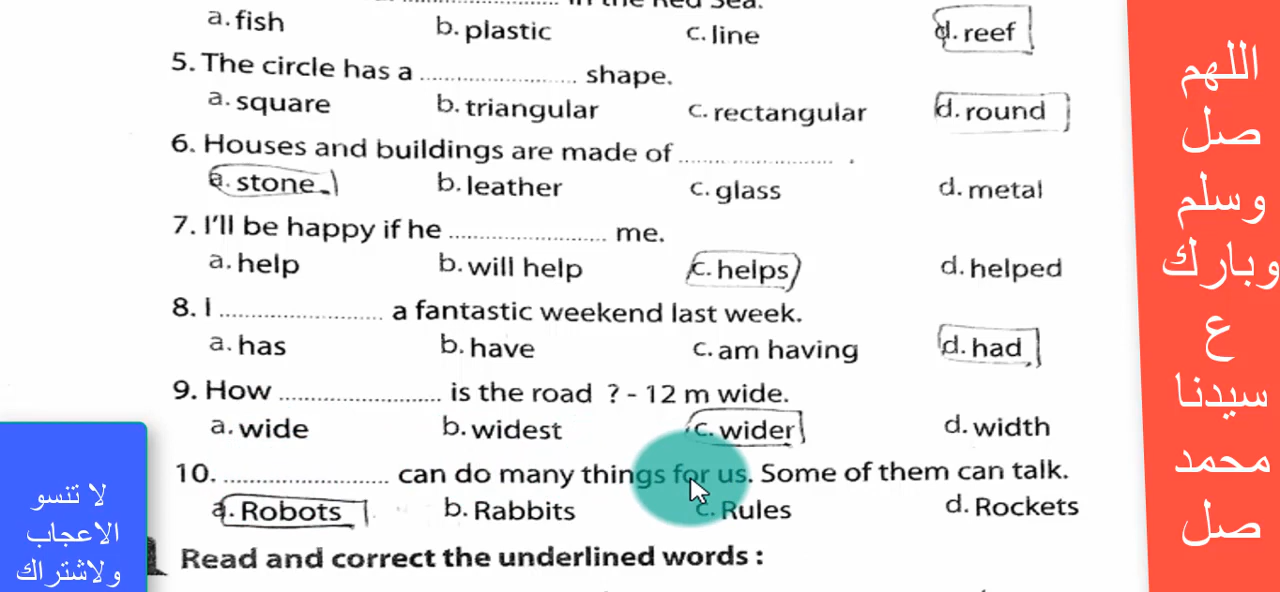 in the Red Sea.
a. fish b. plastic c. line d. reef
5. The circle has a ........................ shape.
a. square b. triangular c. rectangular d. round
6. Houses and buildings are made of ........................ .
a. stone b. leather c. glass d. metal
7. I'll be happy if he ........................ me.
a. help b. will help c. helps d. helped
8. I ........................ a fantastic weekend last week.
a. has b. have c. am having d. had
9. How ........................ is the road ? - 12 m wide.
a. wide b. widest c. wider d. width
10. ........................ can do many things for us. Some of them can talk.
a. Robots b. Rabbits c. Rules d. Rockets
Read and correct the underlined words :
اللهم
صل
وسلم
وبارك
ع
سيدنا
محمد
صل
لا تنسو
الاعجاب
ولاشتراك